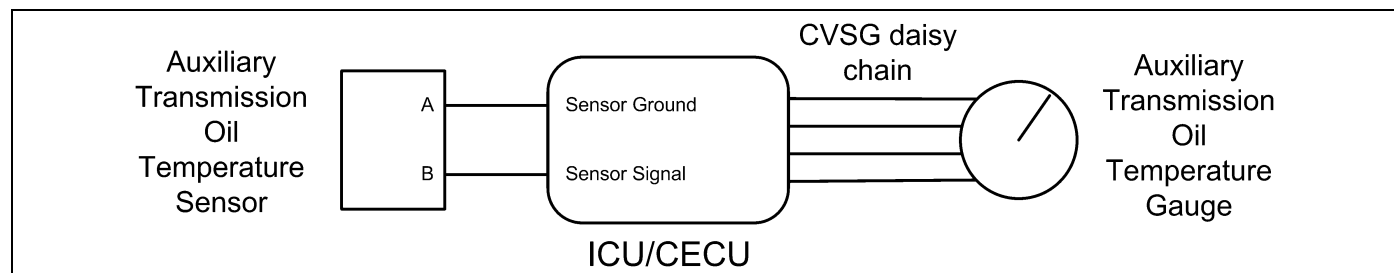 Auxiliary
Transmission
Oil
Temperature
Sensor
A
B
Sensor Ground
Sensor Signal
ICU/CECU
CVSG daisy
chain
Auxiliary
Transmission
Oil
Temperature
Gauge